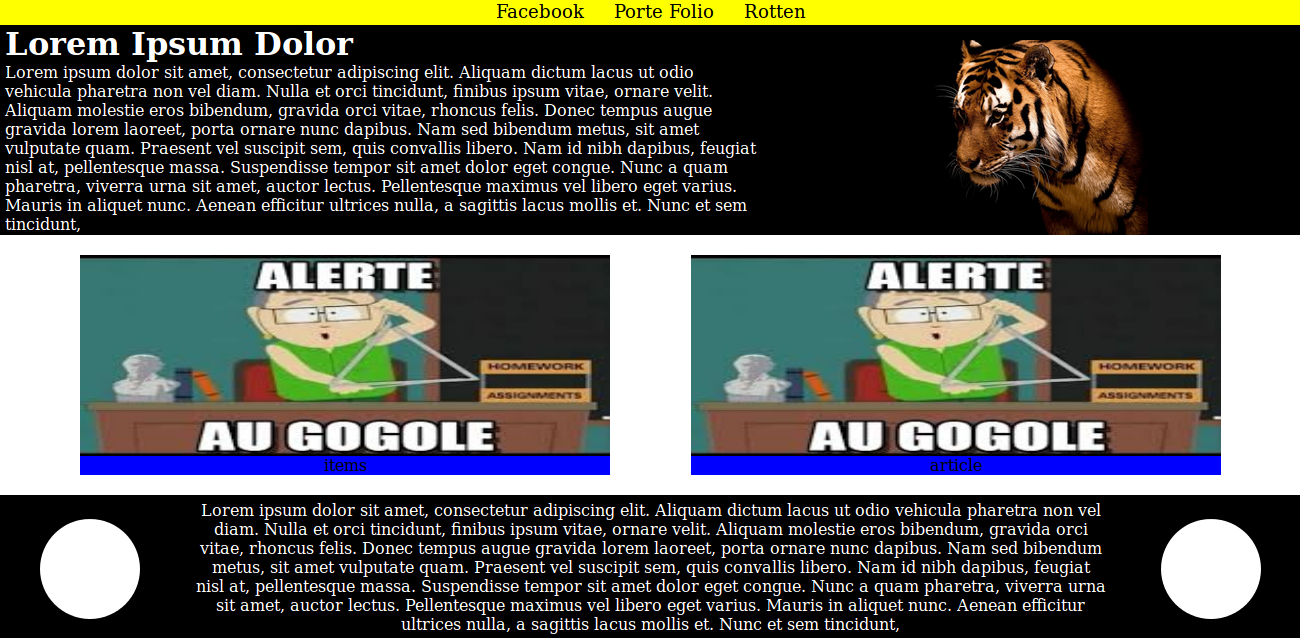 Facebook Porte Folio Rotten
Lorem Ipsum Dolor
Lorem ipsum dolor sit amet, consectetur adipiscing elit. Aliquam dictum lacus ut odio
vehicula pharetra non vel diam. Nulla et orci tincidunt, finibus ipsum vitae, ornare velit.
Aliquam molestie eros bibendum, gravida orci vitae, rhoncus felis. Donec tempus augue
gravida lorem laoreet, porta ornare nunc dapibus. Nam sed bibendum metus, sit amet
vulputate quam. Praesent vel suscipit sem, quis convallis libero. Nam id nibh dapibus, feugiat
nisl at, pellentesque massa. Suspendisse tempor sit amet dolor eget congue. Nunc a quam
pharetra, viverra urna sit amet, auctor lectus. Pellentesque maximus vel libero eget varius.
Mauris in aliquet nunc. Aenean efficitur ultrices nulla, a sagittis lacus mollis et. Nunc et sem
tincidunt,
ALERTE
HOMEWORK
ASSIGNMENTS
AU GOGOLE
items
ALERTE
HOMEWORK
ASSIGNMENTS
AU GOGOLE
article
Lorem ipsum dolor sit amet, consectetur adipiscing elit. Aliquam dictum lacus ut odio vehicula pharetra non vel
diam. Nulla et orci tincidunt, finibus ipsum vitae, ornare velit. Aliquam molestie eros bibendum, gravida orci
vitae, rhoncus felis. Donec tempus augue gravida lorem laoreet, porta ornare nunc dapibus. Nam sed bibendum
metus, sit amet vulputate quam. Praesent vel suscipit sem, quis convallis libero. Nam id nibh dapibus, feugiat
nisl at, pellentesque massa. Suspendisse tempor sit amet dolor eget congue. Nunc a quam pharetra, viverra urna
sit amet, auctor lectus. Pellentesque maximus vel libero eget varius. Mauris in aliquet nunc. Aenean efficitur
ultrices nulla, a sagittis lacus mollis et. Nunc et sem tincidunt,